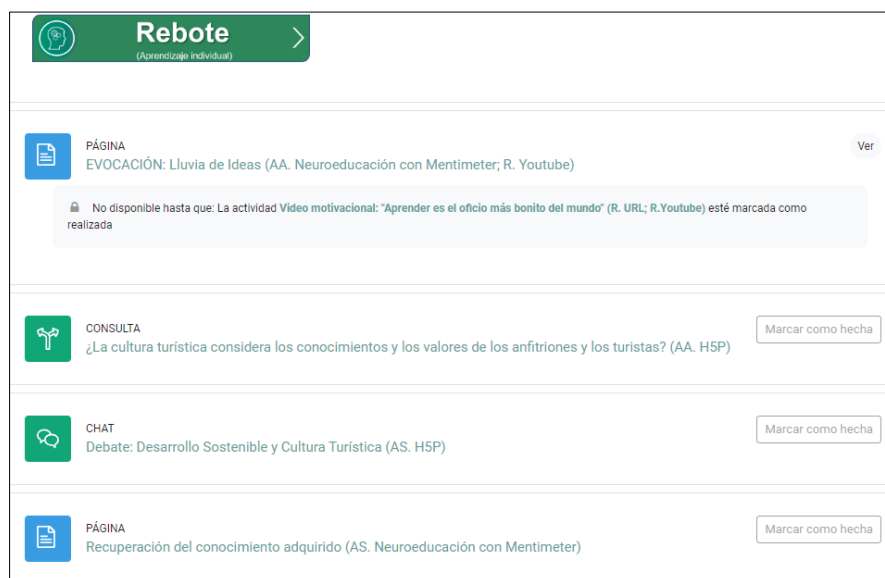 Rebote
(Aprendizaje individual)
PÁGINA
Ver
EVOCACIÓN: Lluvia de Ideas (AA. Neuroeducación con Mentimeter; R. Youtube)
No disponible hasta que: La actividad Video motivacional: "Aprender es el oficio más bonito del mundo" (R. URL; R.Youtube) esté marcada como
realizada
CONSULTA
Marcar como hecha
¿La cultura turística considera los conocimientos y los valores de los anfitriones y los turistas? (AA. H5P)
CHAT
Marcar como hecha
Debate: Desarrollo Sostenible y Cultura Turística (AS. H5P)
PÁGINA
Marcar como hecha
Recuperación del conocimiento adquirido (AS. Neuroeducación con Mentimeter)